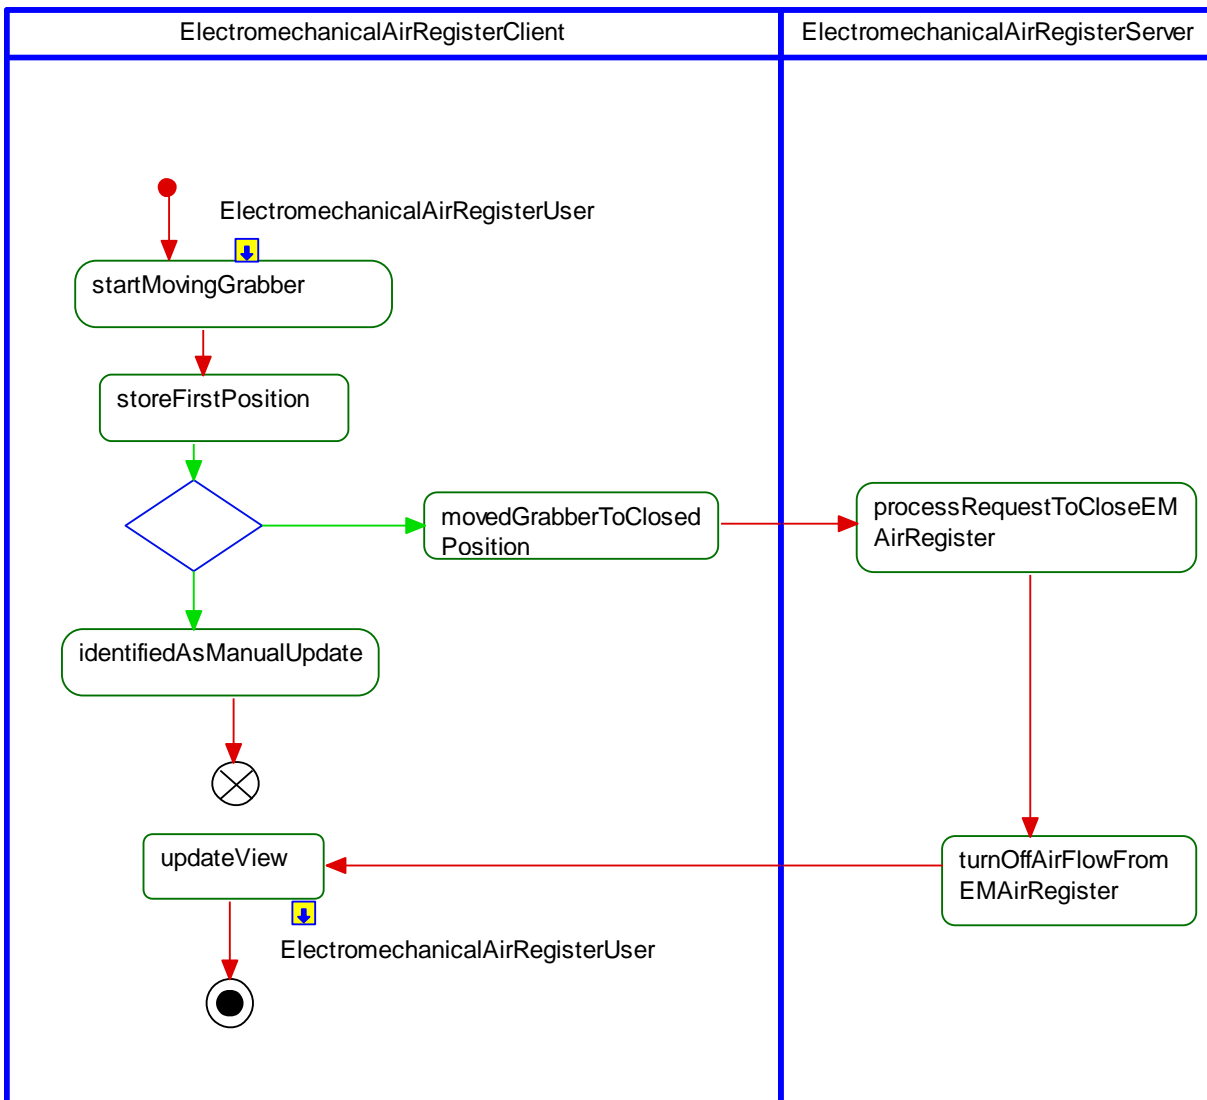 ElectromechanicalAirRegisterClient
ElectromechanicalAirRegisterServer
ElectromechanicalAirRegisterUser
startMovingGrabber
storeFirstPosition
movedGrabberToClosed
Position
processRequestToCloseEM
AirRegister
identifiedAsManualUpdate
updateView
turnOffAirFlowFrom
EMAirRegister
ElectromechanicalAirRegisterUser